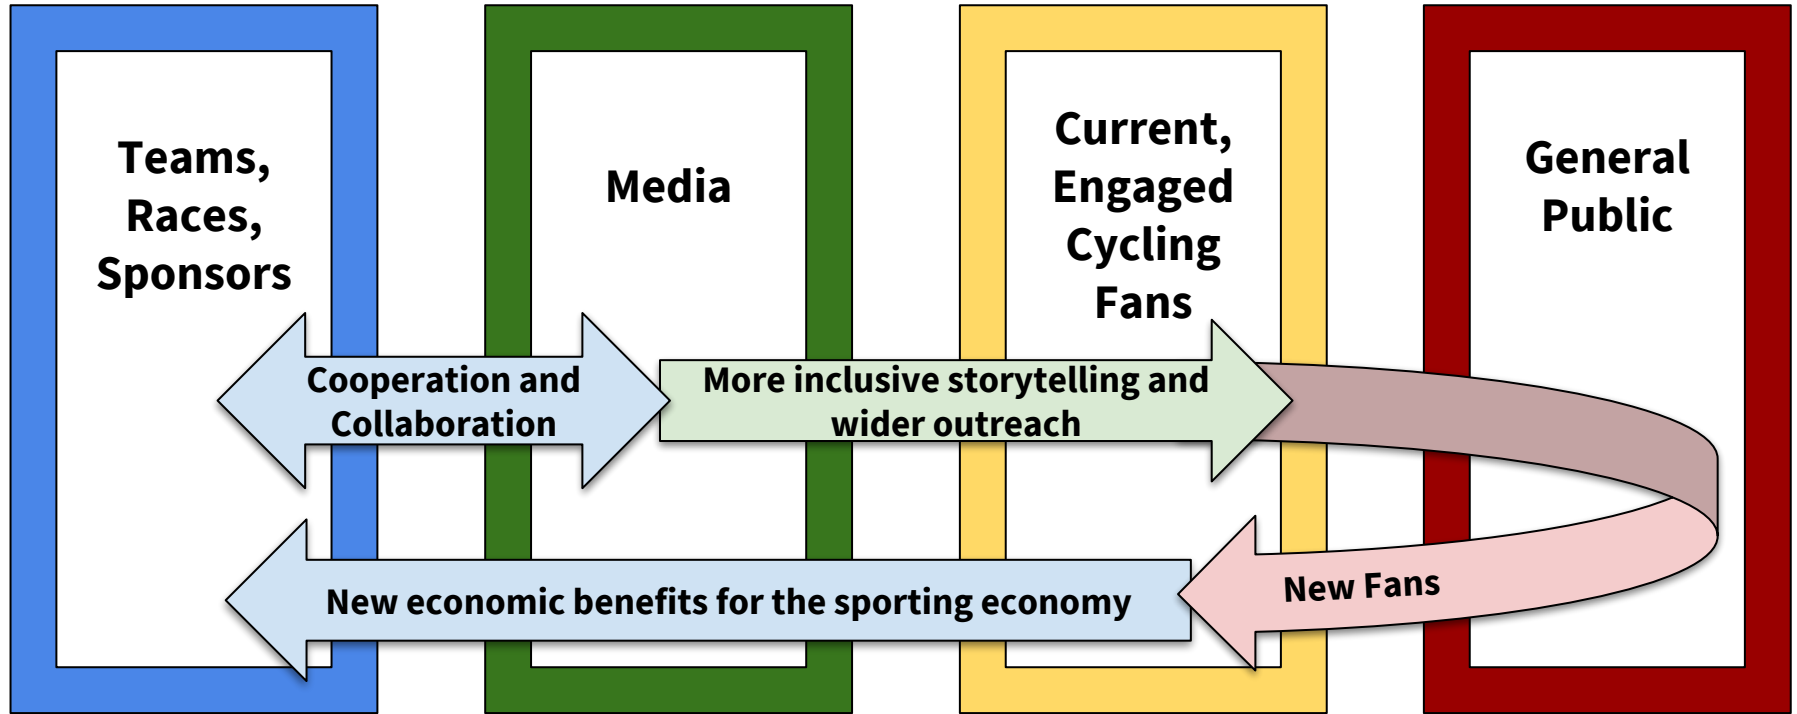 Teams,
Races,
Sponsors
Media
Current,
Engaged
Cycling
Fans
General
Public
Cooperation and
Collaboration
More inclusive storytelling and
wider outreach
New Fans
New economic benefits for the sporting economy